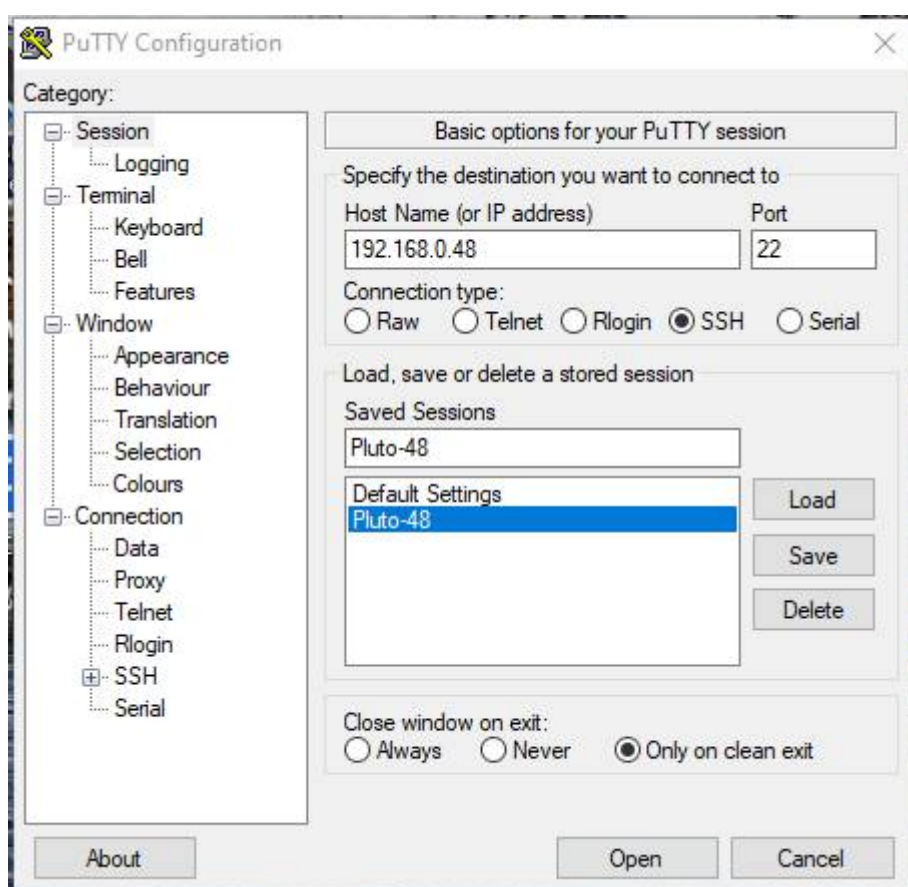 PuTTY Configuration
Category:
Session
Logging
Terminal
Keyboard
Bell
Features
Window
Appearance
Behaviour
Translation
Selection
Colours
Connection
Data
Proxy
Telnet
Rlogin
SSH
Serial
Basic options for your PuTTY session
Specify the destination you want to connect to
Host Name (or IP address) Port
192.168.0.48 22
Connection type:
Raw Telnet Rlogin SSH Serial
Load, save or delete a stored session
Saved Sessions
Pluto-48
Default Settings
Pluto-48
Load
Save
Delete
Close window on exit:
Always Never Only on clean exit
About Open Cancel